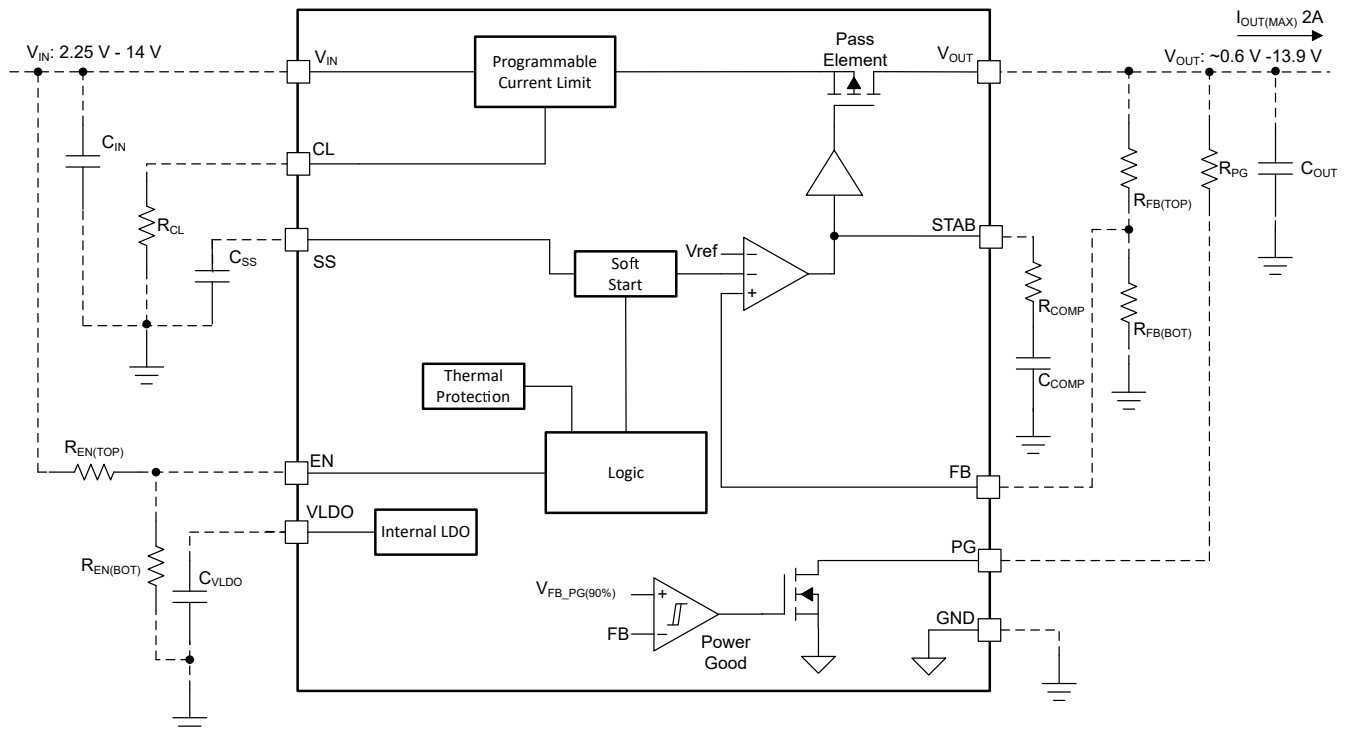 I_OUT(MAX) 2A
V_IN: 2.25 V - 14 V
V_IN
Programmable
Current Limit
Pass
Element
V_OUT
V_OUT: ~0.6 V -13.9 V
C_IN
CL
R_CL
C_SS
SS
Soft
Start
Vref
−
−
+
STAB
R_COMP
C_COMP
R_FB(TOP)
R_FB(BOT)
R_PG
C_OUT
Thermal
Protection
R_EN(TOP)
EN
Logic
FB
VLDO
Internal LDO
R_EN(BOT)
C_VLDO
PG
V_FB_PG(90%)
+
FB
−
Power
Good
GND